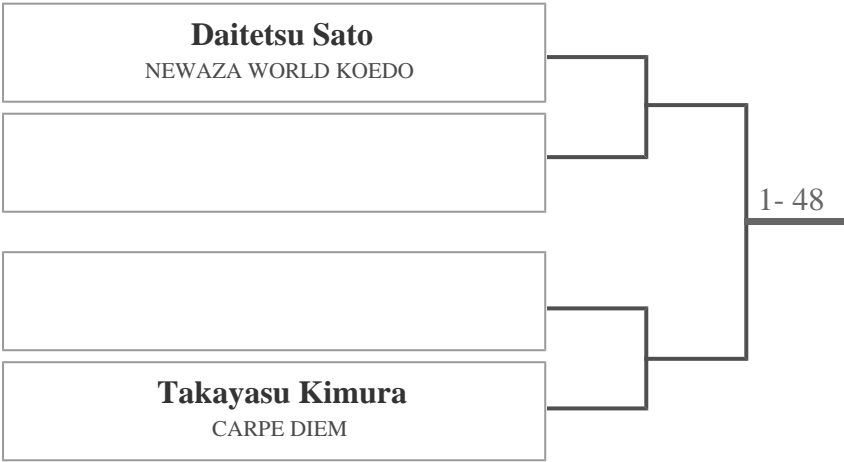 Daitetsu Sato
NEWAZA WORLD KOEDO
1- 48
Takayasu Kimura
CARPE DIEM